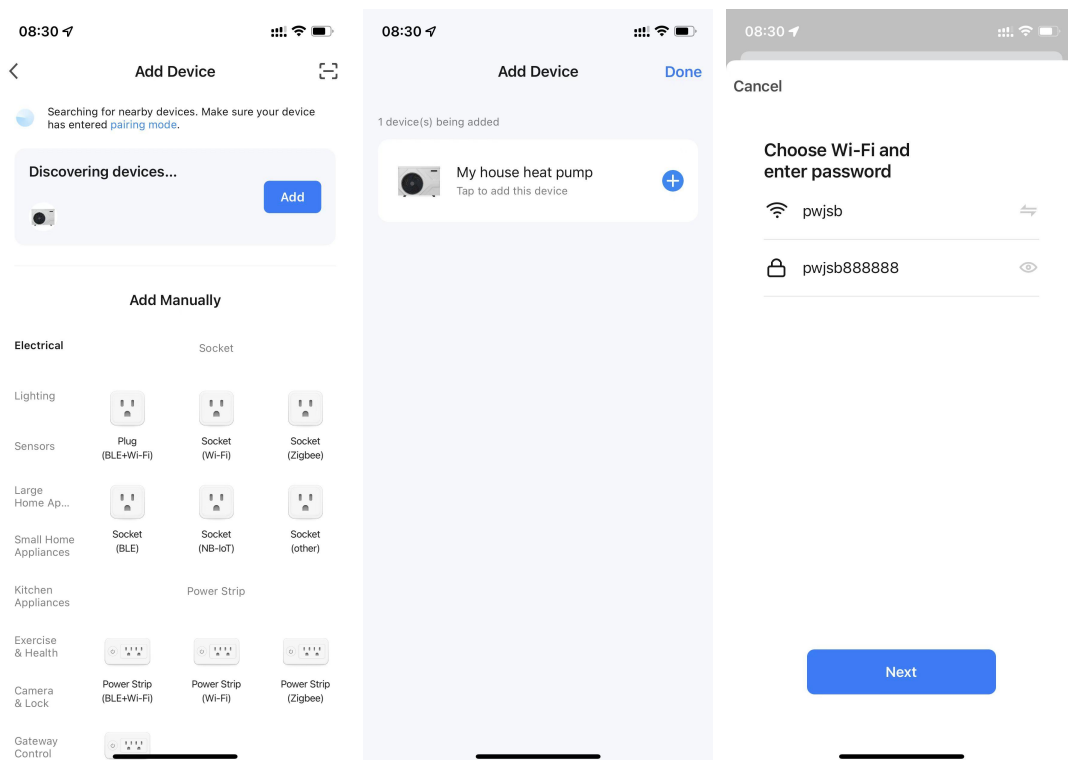 08:30
Add Device
Searching for nearby devices. Make sure your device
has entered pairing mode.
Discovering devices...
Add
Add Manually
Electrical
Socket
Lighting
Plug
(BLE+Wi-Fi)
Socket
(Wi-Fi)
Socket
(Zigbee)
Sensors
Large
Home Ap...
Socket
(BLE)
Socket
(NB-IoT)
Socket
(other)
Small Home
Appliances
Kitchen
Appliances
Power Strip
Exercise
& Health
Power Strip
(BLE+Wi-Fi)
Power Strip
(Wi-Fi)
Power Strip
(Zigbee)
Camera
& Lock
Gateway
Control
08:30
Add Device
Done
1 device(s) being added
My house heat pump
Tap to add this device
08:30
Cancel
Choose Wi-Fi and
enter password
pwjsb
pwjsb888888
Next